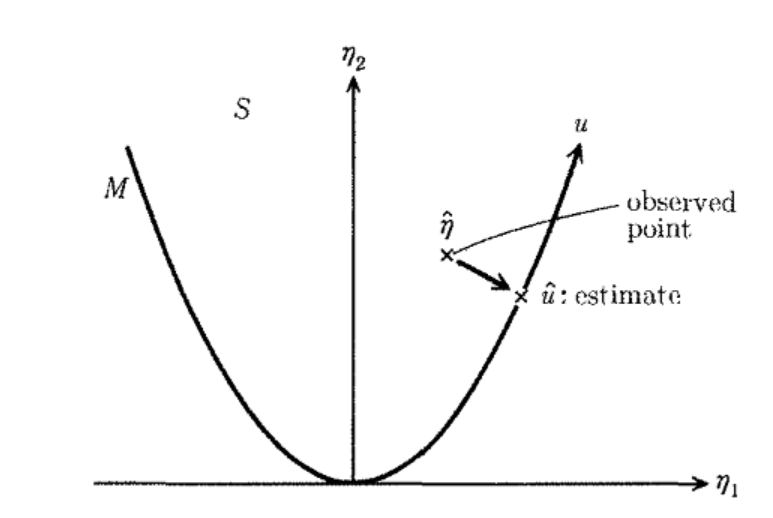 η₂
S
u
M
observed
point
η̂
û: estimate
η₁